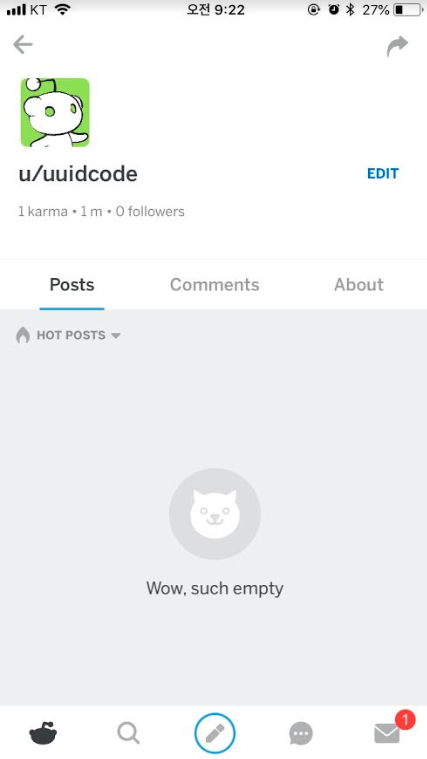 KT 오전 9:22 27%
u/uuidcode
EDIT
1 karma • 1 m • 0 followers
Posts Comments About
HOT POSTS
Wow, such empty
1